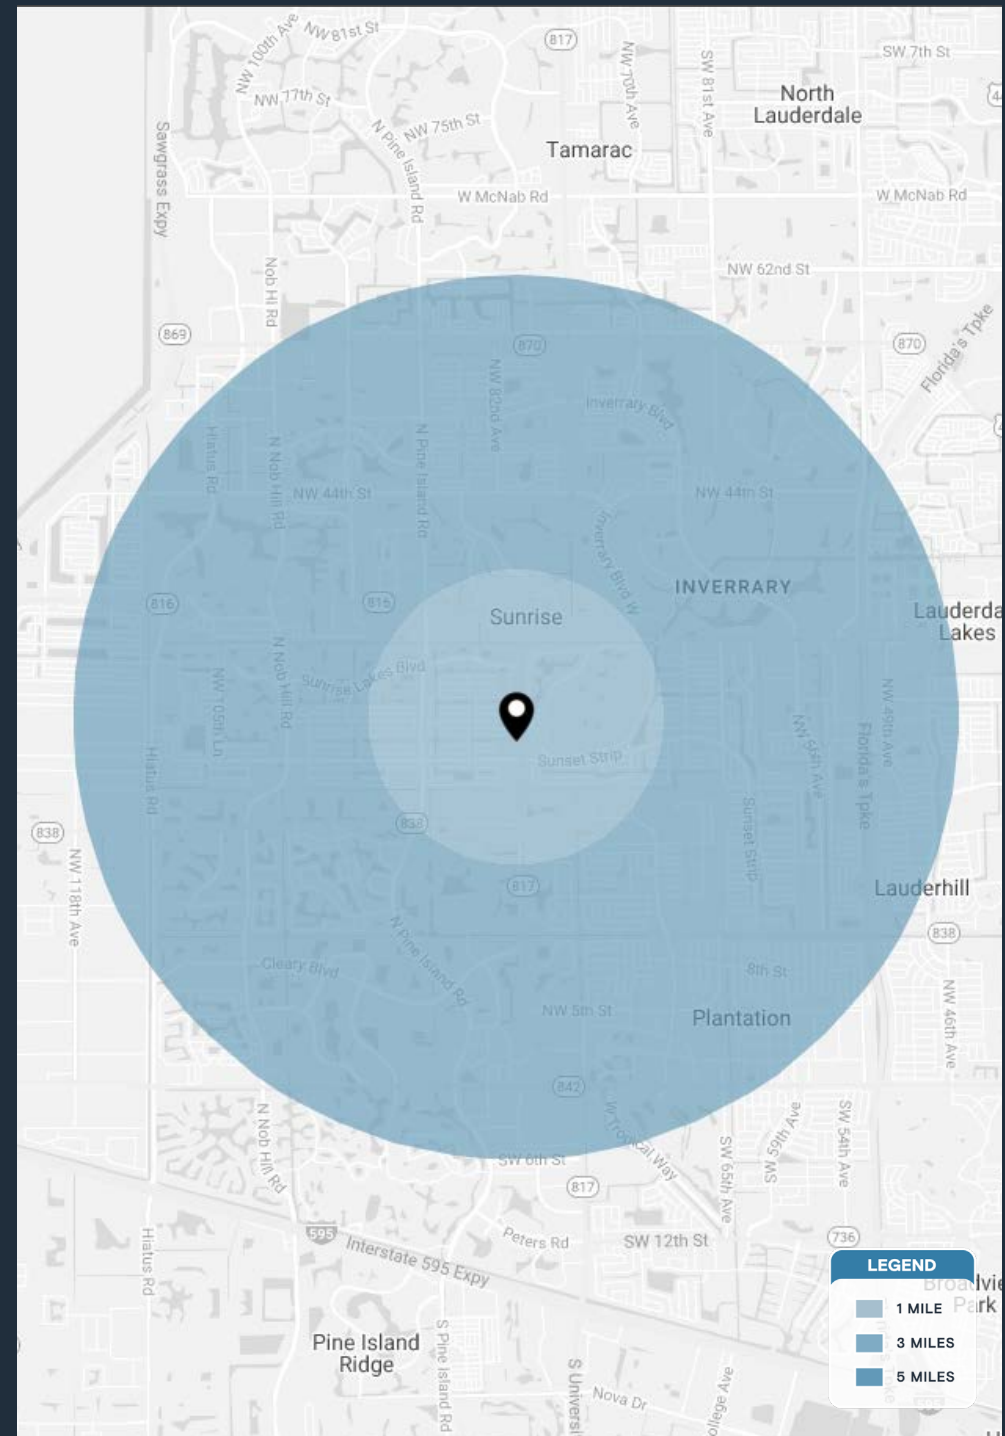 NW 100th Ave
NW 81st St
817
NW 70th Ave
SW 81st Ave
SW 7th St
NW 77th St
North
Lauderdale
Sawgrass Expy
N Pine Island Rd
NW 75th St
Tamarac
W McNab Rd
W McNab Rd
Nob Hi Rd
NW 62nd St
869
870
870
Florida's Tpke
NW 82nd Ave
Inverrary Blvd
Hiatus Rd
N Nob Hill Rd
N Pine Island Rd
NW 44th St
NW 44th St
Inverrary Blvd W
INVERRARY
816
816
Sunrise
Lauderda
Lakes
N Nob Hill Rd
Sunrise Lakes Blvd
NW 105th Ln
NW 49th Ave
NW 56th Ave
Florida's Tpke
Sunset Strip
Hiatus Rd
838
838
Sunset Strip
NW 118th Ave
817
Lauderhill
838
N Pine Island Rd
Cleary Blvd
8th St
NW 5th St
NW 46th Ave
Plantation
842
N Nob Hill Rd
W Tropical Way
SW 59th Ave
SW 54th Ave
SW 65th Ave
SW 6th St
817
Hiatus Rd
595
Interstate 595 Expy
Peters Rd
SW 12th St
736
LEGEND
Broadvie
Park
1 MILE
3 MILES
5 MILES
Pine Island
Ridge
S Pine Island Rd
S Universi
Nova Dr
ollege Ave